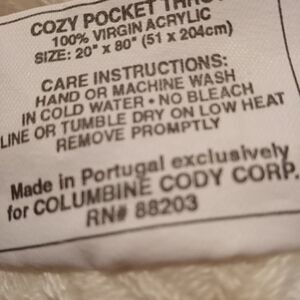 COZY POCKET THROW
100% VIRGIN ACRYLIC
SIZE: 20" x 80" (51 x 204cm)
CARE INSTRUCTIONS:
HAND OR MACHINE WASH
IN COLD WATER • NO BLEACH
LINE OR TUMBLE DRY ON LOW HEAT
REMOVE PROMPTLY
Made in Portugal exclusively
for COLUMBINE CODY CORP.
RN# 88203